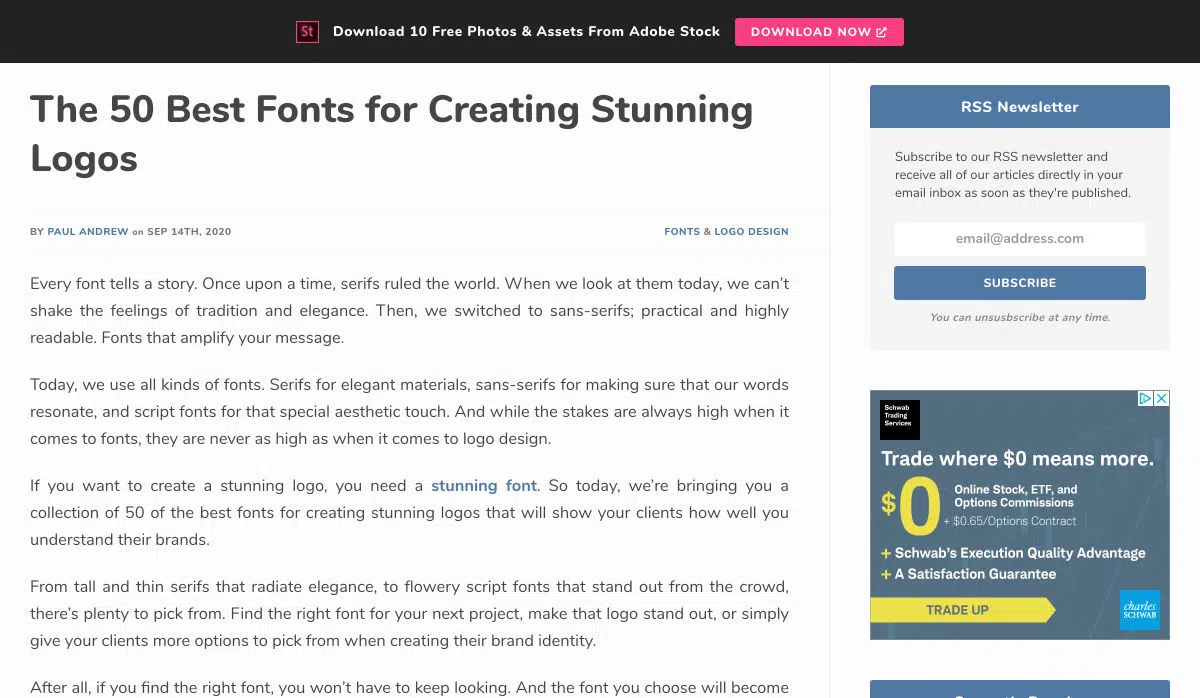 St Download 10 Free Photos & Assets From Adobe Stock DOWNLOAD NOW
The 50 Best Fonts for Creating Stunning
Logos
BY PAUL ANDREW on SEP 14TH, 2020
FONTS & LOGO DESIGN
Every font tells a story. Once upon a time, serifs ruled the world. When we look at them today, we can’t
shake the feelings of tradition and elegance. Then, we switched to sans-serifs; practical and highly
readable. Fonts that amplify your message.
Today, we use all kinds of fonts. Serifs for elegant materials, sans-serifs for making sure that our words
resonate, and script fonts for that special aesthetic touch. And while the stakes are always high when it
comes to fonts, they are never as high as when it comes to logo design.
If you want to create a stunning logo, you need a stunning font. So today, we’re bringing you a
collection of 50 of the best fonts for creating stunning logos that will show your clients how well you
understand their brands.
From tall and thin serifs that radiate elegance, to flowery script fonts that stand out from the crowd,
there’s plenty to pick from. Find the right font for your next project, make that logo stand out, or simply
give your clients more options to pick from when creating their brand identity.
After all, if you find the right font, you won’t have to keep looking. And the font you choose will become
RSS Newsletter
Subscribe to our RSS newsletter and
receive all of our articles directly in your
email inbox as soon as they're published.
email@address.com
SUBSCRIBE
You can unsusbscribe at any time.
Schwab
Trading
Services
Trade where $0 means more.
$0
Online Stock, ETF, and
Options Commissions
+ $0.65/Options Contract
+ Schwab’s Execution Quality Advantage
+ A Satisfaction Guarantee
TRADE UP
charles
SCHWAB